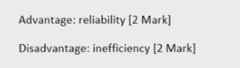 Advantage: reliability [2 Mark]
Disadvantage: inefficiency [2 Mark]